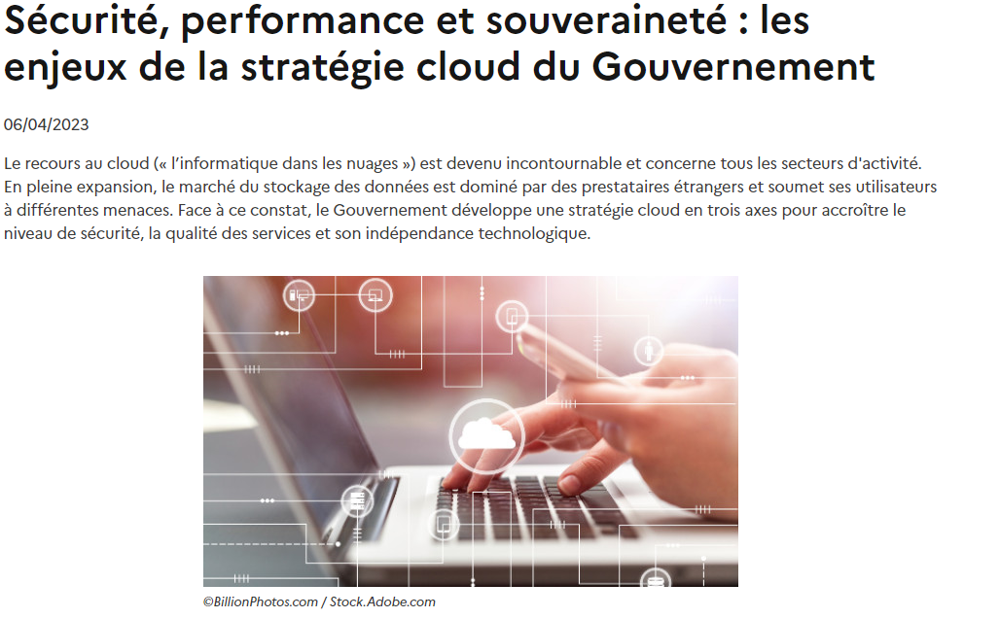 Sécurité, performance et souveraineté : les
enjeux de la stratégie cloud du Gouvernement
06/04/2023
Le recours au cloud (« l’informatique dans les nuages ») est devenu incontournable et concerne tous les secteurs d'activité.
En pleine expansion, le marché du stockage des données est dominé par des prestataires étrangers et soumet ses utilisateurs
à différentes menaces. Face à ce constat, le Gouvernement développe une stratégie cloud en trois axes pour accroître le
niveau de sécurité, la qualité des services et son indépendance technologique.
©BillionPhotos.com / Stock.Adobe.com